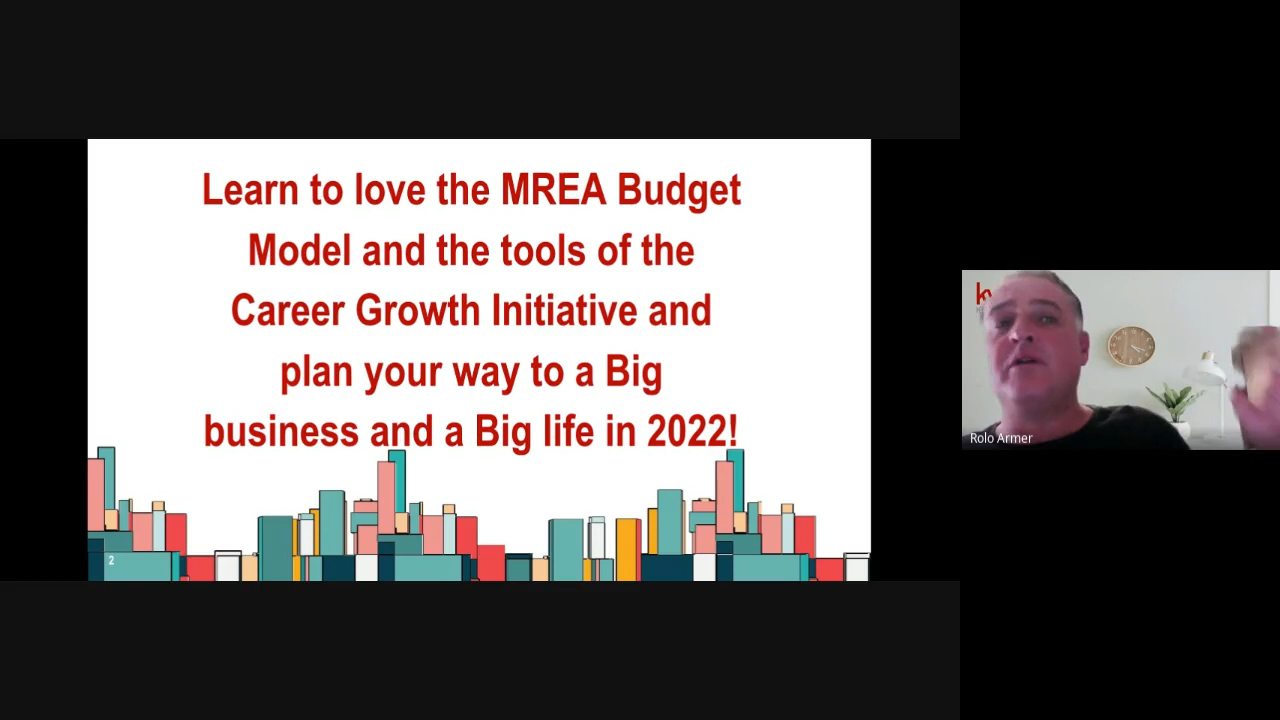 Learn to love the MREA Budget
Model and the tools of the
Career Growth Initiative and
plan your way to a Big
business and a Big life in 2022!
2
Rolo Armer